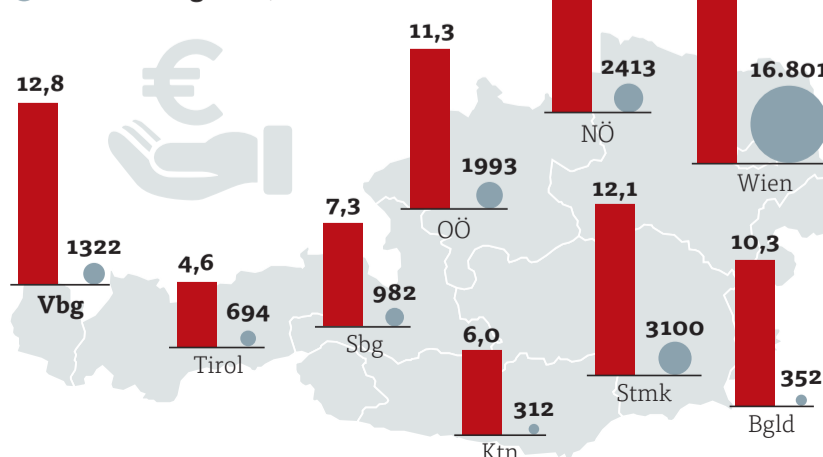 11,3
12,8
2413
16.801
NÖ
1993
Wien
12,1
7,3
OÖ
10,3
1322
4,6
982
Vbg
694
3100
Sbg
6,0
Tirol
352
Stmk
312
Bgld
Ktn